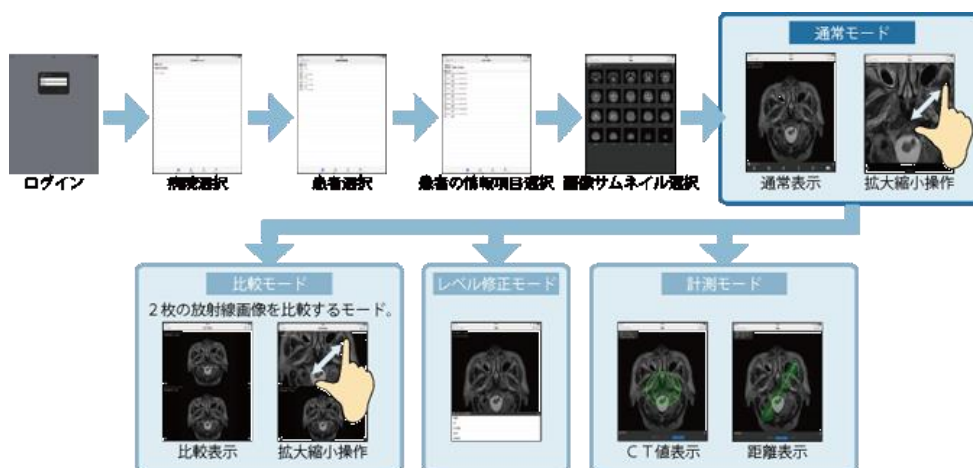 通常モード
ログイン
病院選択
患者選択
患者の情報項目選択
画像サムネイル選択
通常表示
拡大縮小操作
比較モード
２枚の放射線画像を比較するモード。
比較表示
拡大縮小操作
レベル修正モード
計測モード
ＣＴ値表示
距離表示